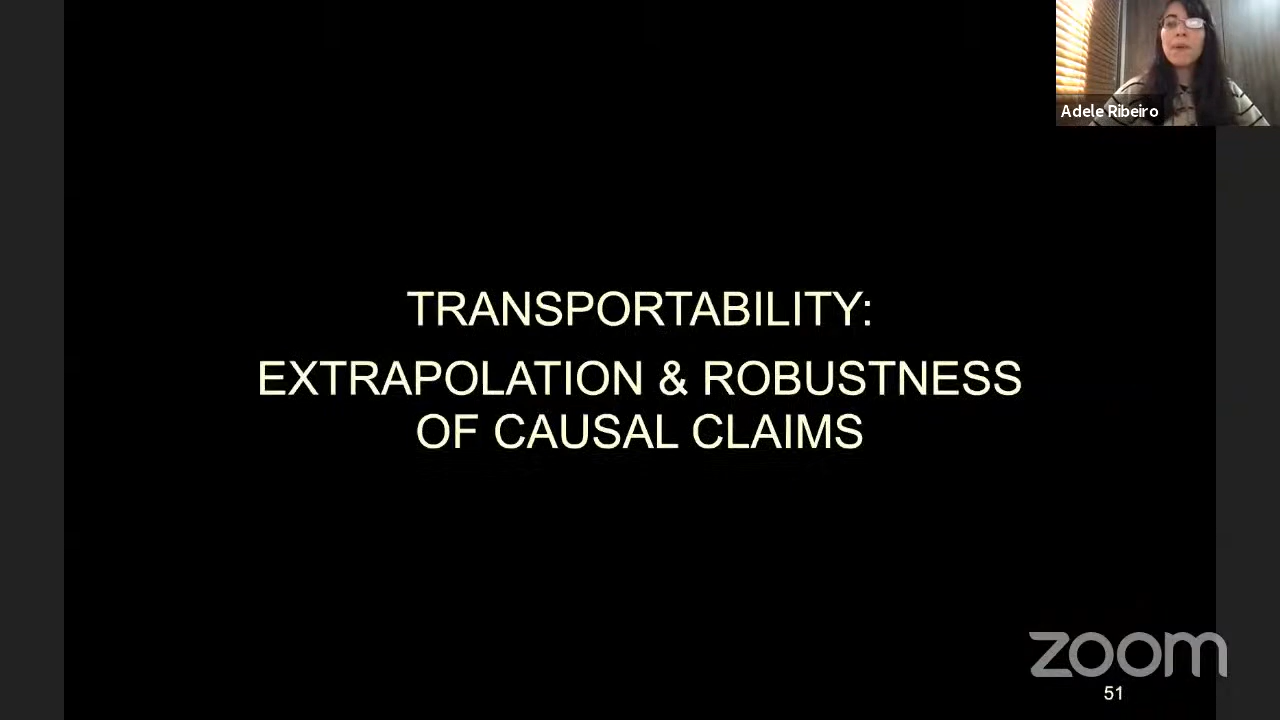 Adele Ribeiro
TRANSPORTABILITY:
EXTRAPOLATION & ROBUSTNESS
OF CAUSAL CLAIMS
zoom
51